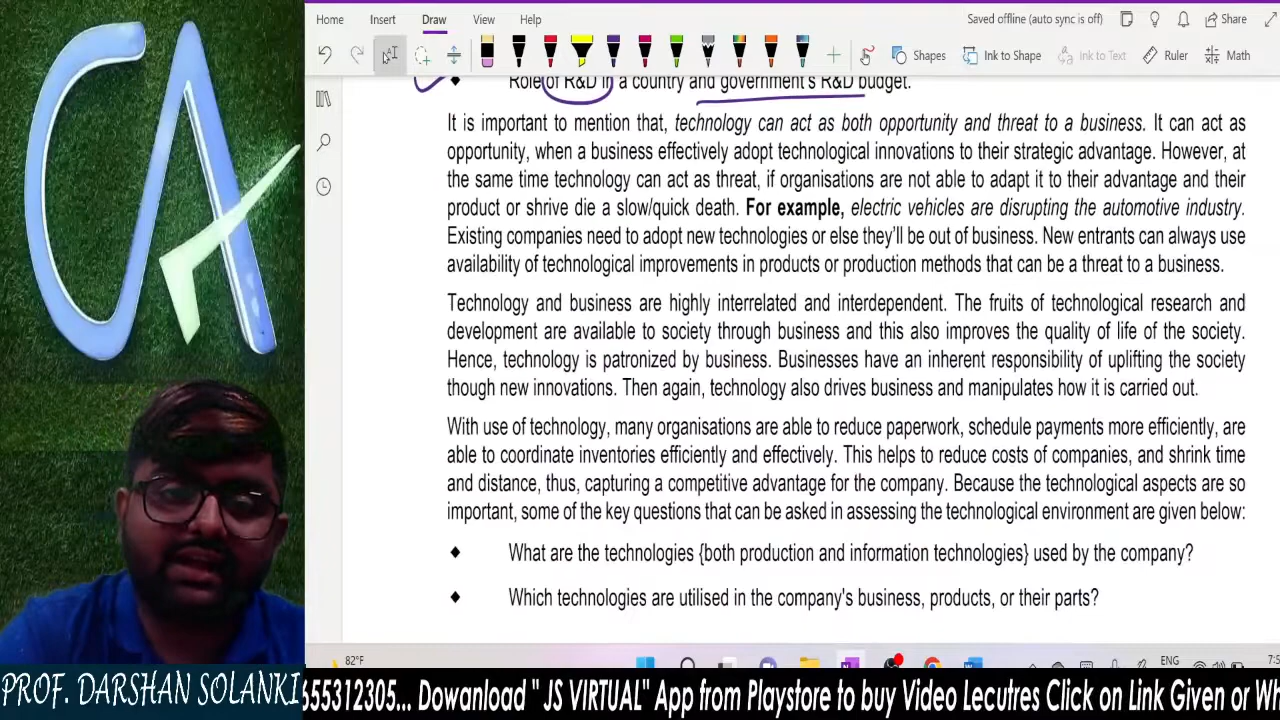 Home Insert Draw View Help Saved offline (auto sync is off) Share
Shapes Ink to Shape Ink to Text Ruler Math
♦ Role of R&D in a country and government's R&D budget.
It is important to mention that, technology can act as both opportunity and threat to a business. It can act as
opportunity, when a business effectively adopt technological innovations to their strategic advantage. However, at
the same time technology can act as threat, if organisations are not able to adapt it to their advantage and their
product or shrive die a slow/quick death. For example, electric vehicles are disrupting the automotive industry.
Existing companies need to adopt new technologies or else they'll be out of business. New entrants can always use
availability of technological improvements in products or production methods that can be a threat to a business.
Technology and business are highly interrelated and interdependent. The fruits of technological research and
development are available to society through business and this also improves the quality of life of the society.
Hence, technology is patronized by business. Businesses have an inherent responsibility of uplifting the society
though new innovations. Then again, technology also drives business and manipulates how it is carried out.
With use of technology, many organisations are able to reduce paperwork, schedule payments more efficiently, are
able to coordinate inventories efficiently and effectively. This helps to reduce costs of companies, and shrink time
and distance, thus, capturing a competitive advantage for the company. Because the technological aspects are so
important, some of the key questions that can be asked in assessing the technological environment are given below:
♦ What are the technologies {both production and information technologies} used by the company?
♦ Which technologies are utilised in the company's business, products, or their parts?
82°F ENG
PROF. DARSHAN SOLANKI
655312305... Dowanload " JS VIRTUAL" App from Playstore to buy Video Lecutres Click on Link Given or
CA